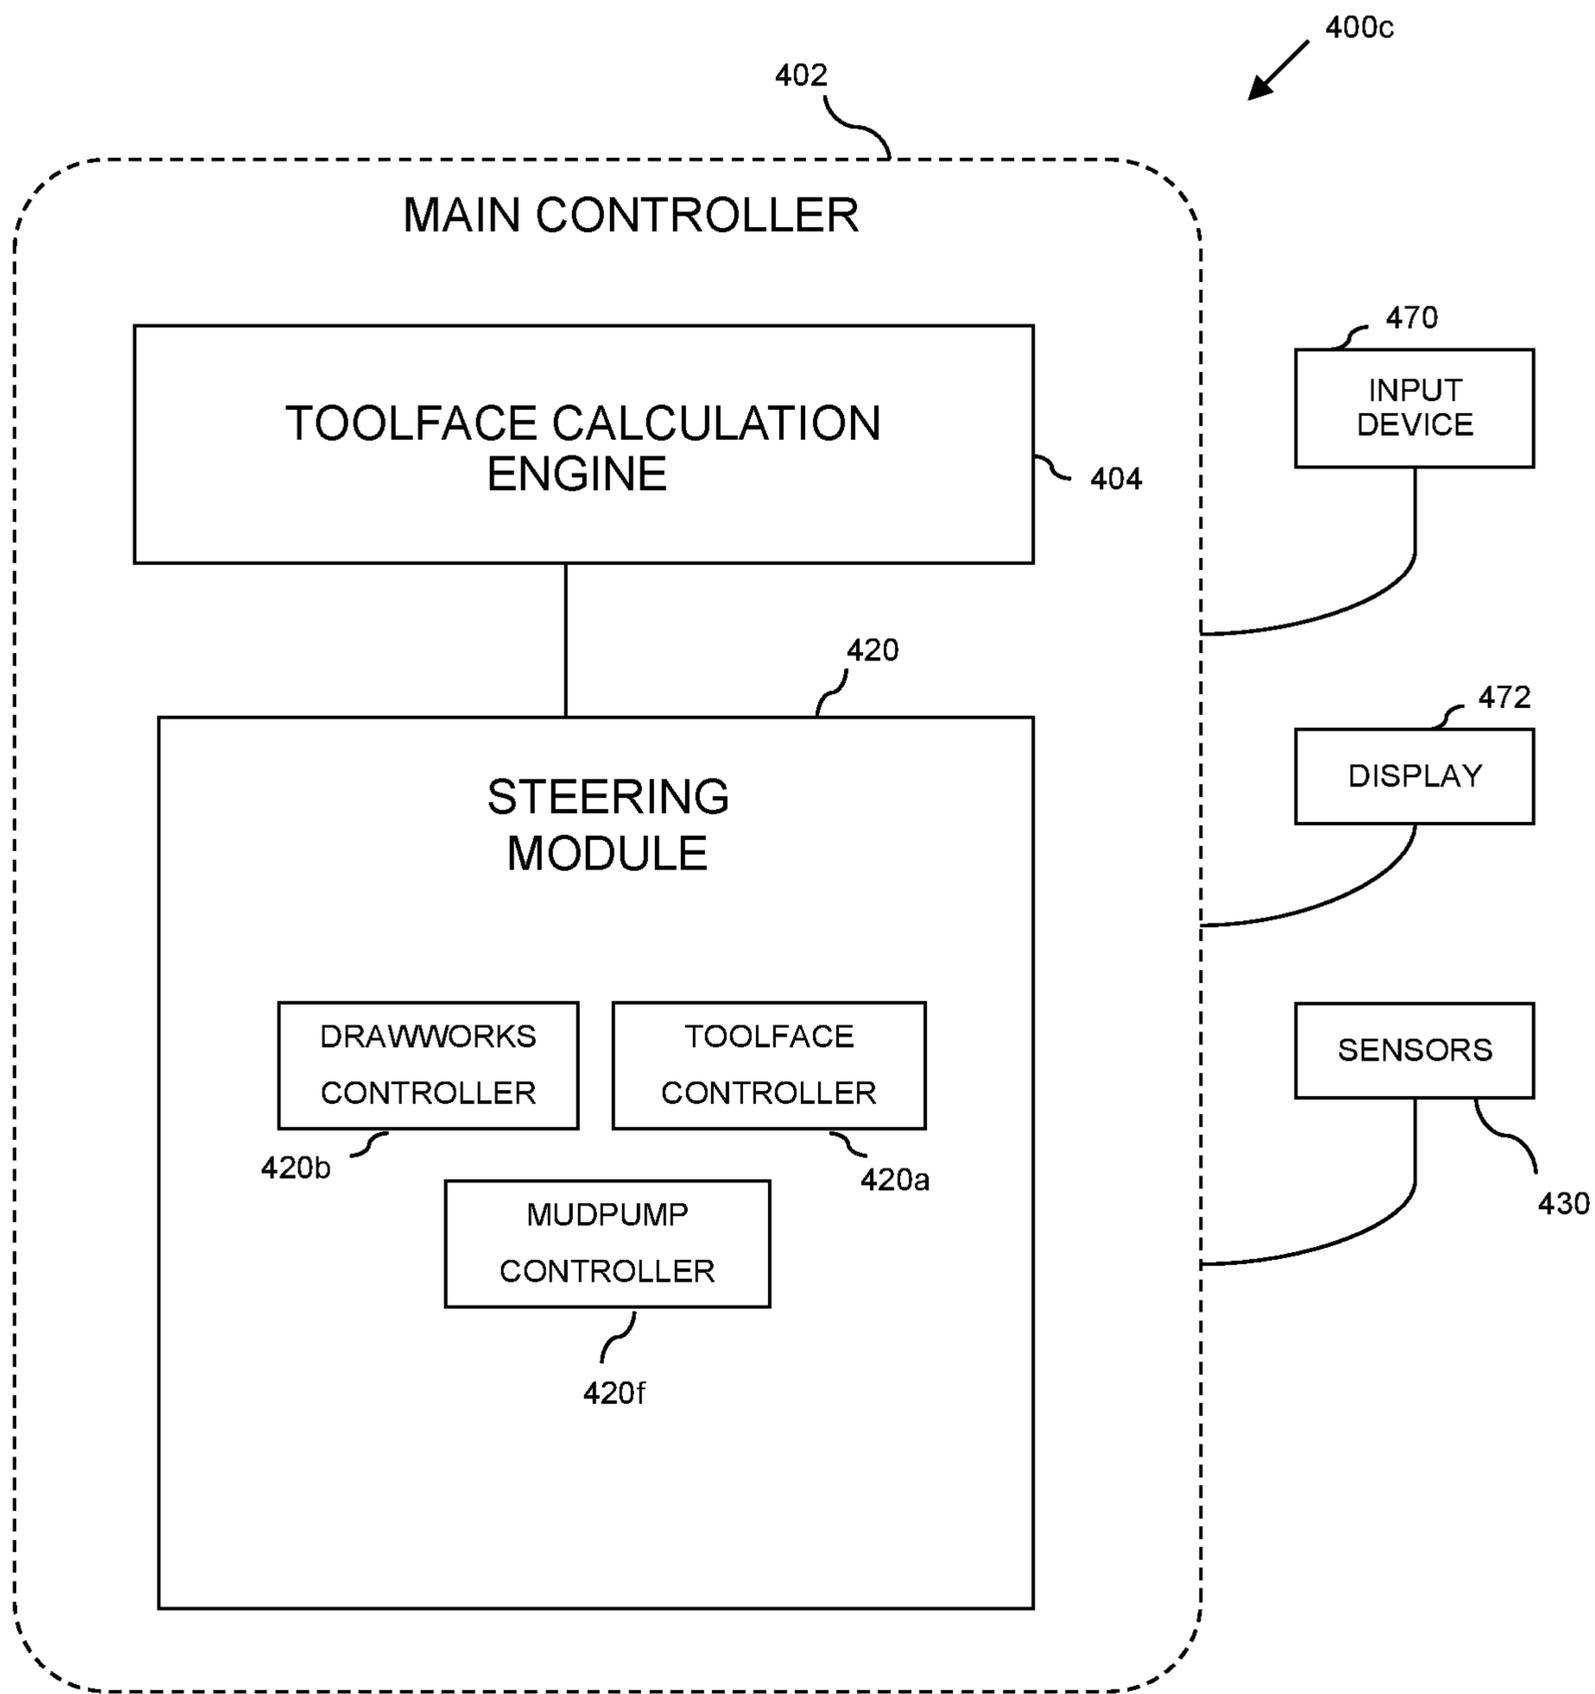 400c
402
MAIN CONTROLLER
470
INPUT
DEVICE
TOOLFACE CALCULATION
ENGINE
404
420
472
DISPLAY
STEERING
MODULE
SENSORS
430
DRAWWORKS
CONTROLLER
420b
TOOLFACE
CONTROLLER
420a
MUDPUMP
CONTROLLER
420f